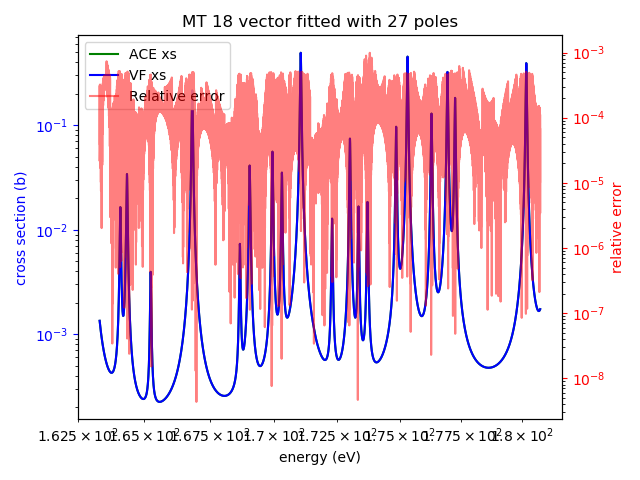 MT 18 vector fitted with 27 poles
ACE xs
VF xs
Relative error
cross section (b)
10⁻¹
10⁻²
10⁻³
relative error
10⁻³
10⁻⁴
10⁻⁵
10⁻⁶
10⁻⁷
10⁻⁸
1.625 × 10² 1.65 × 10² 1.675 × 10² 1.7 × 10² 1.725 × 10² 1.75 × 10² 1.775 × 10² 1.8 × 10²
energy (eV)